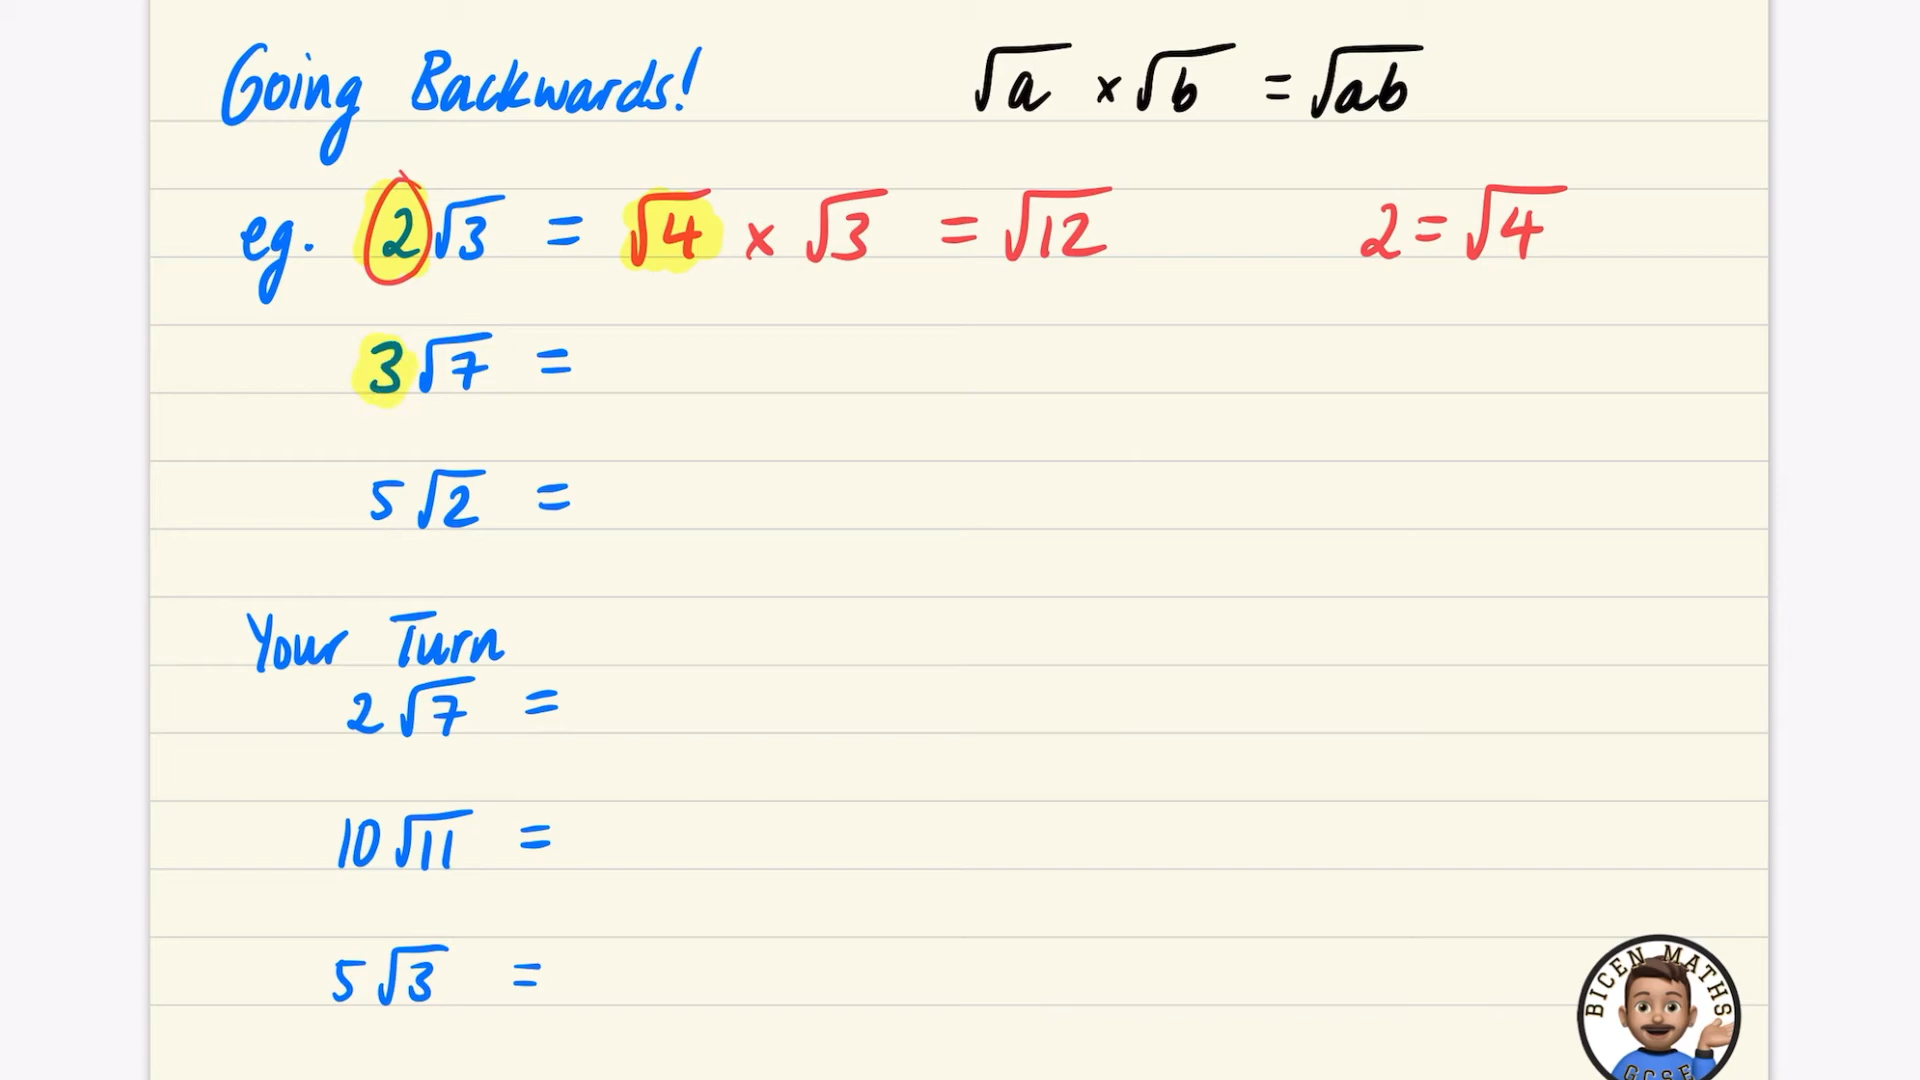 Going Backwards! √a × √b = √ab
eg. 2√3 = √4 × √3 = √12 2 = √4
3√7 =
5√2 =
Your Turn
2√7 =
10√11 =
5√3 =
BICEN MATHS
GCSE